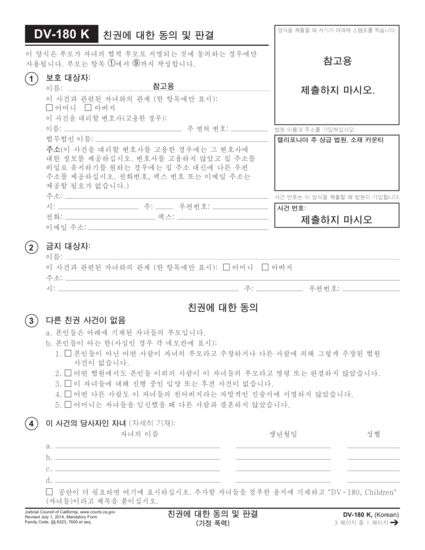 DV-180 K 친권에 대한 동의 및 판결
양식을 제출할 때 서기가 아래에 스탬프를 찍습니다.
이 양식은 부모가 자녀의 법적 부모로 지명되는 것에 동의하는 경우에만
사용됩니다. 부모는 항목 ①에서 ⑨까지 작성합니다.
참고용
제출하지 마시오.
1 보호 대상자:
이름: 참고용
이 사건과 관련된 자녀와의 관계 (한 항목에만 표시):
어머니 아버지
이 사건을 대리할 변호사(고용한 경우):
이름: 주 변허 번호:
법무법인 이름:
주소(이 사건을 대리할 변호사를 고용한 경우에는 그 변호사에
대한 정보를 제공하십시오. 변호사를 고용하지 않았고 집 주소를
비밀로 유지하기를 원하는 경우에는 집 주소 대신에 다른 우편
주소를 제공하십시오. 전화번호, 팩스 번호 또는 이메일 주소는
제공할 필요가 없습니다.)
주소:
시: 주: 우편번호:
전화: 팩스:
이메일 주소:
법원 이름과 주소를 기입하십시오:
캘리포니아 주 상급 법원, 소재 카운티
사건 번호는 이 양식을 제출할 때 법원이 기입합니다.
사건 번호:
제출하지 마시오
2 금지 대상자:
이름:
이 사건과 관련된 자녀와의 관계 (한 항목에만 표시): 어머니 아버지
주소:
시: 주: 우편번호:
친권에 대한 동의
3 다른 친권 사건이 없음
a. 본인들은 아래에 기재된 자녀들의 부모입니다.
b. 본인들이 아는 한(사실인 경우 각 네모칸에 표시):
1. 본인들이 아닌 어떤 사람이 자녀의 부모라고 주장하거나 다른 사람에 의해 그렇게 주장된 법원
사건이 없습니다.
2. 어떤 법원에서도 본인들 이외의 사람이 이 자녀들의 부모라고 명령 또는 판결하지 않았습니다.
3. 이 자녀들에 대해 진행 중인 입양 또는 후견 사건이 없습니다.
4. 어떤 다른 사람도 이 자녀들의 친아버지라는 자발적인 진술서에 서명하지 않았습니다.
5. 어머니는 자녀들을 임신했을 때 다른 사람과 결혼하지 않았습니다.
4 이 사건의 당사자인 자녀 (자세히 기재):
자녀의 이름 생년월일 성별
a.
b.
c.
d.
공란이 더 필요하면 여기에 표시하십시오. 추가할 자녀들을 첨부한 용지에 기재하고 "DV-180, Children"
(자녀들)이라고 제목을 붙이십시오.
Judicial Council of California, www.courts.ca.gov
Revised July 1, 2014, Mandatory Form
Family Code, §§ 6323, 7600 et seq.
친권에 대한 동의 및 판결
(가정 폭력)
DV-180 K, (Korean)
3 페이지 중 1 페이지